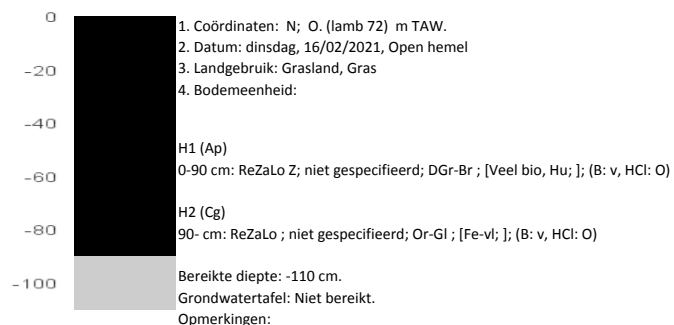 0
-20
-40
-60
-80
-100
1. Coördinaten: N; O. (lamb 72) m TAW.
2. Datum: dinsdag, 16/02/2021, Open hemel
3. Landgebruik: Grasland, Gras
4. Bodemeenheid:
H1 (Ap)
0-90 cm: ReZaLo Z; niet gespecifieerd; DGr-Br ; [Veel bio, Hu; ]; (B: v, HCl: O)
H2 (Cg)
90- cm: ReZaLo ; niet gespecifieerd; Or-Gl ; [Fe-vl; ]; (B: v, HCl: O)
Bereikte diepte: -110 cm.
Grondwatertafel: Niet bereikt.
Opmerkingen: